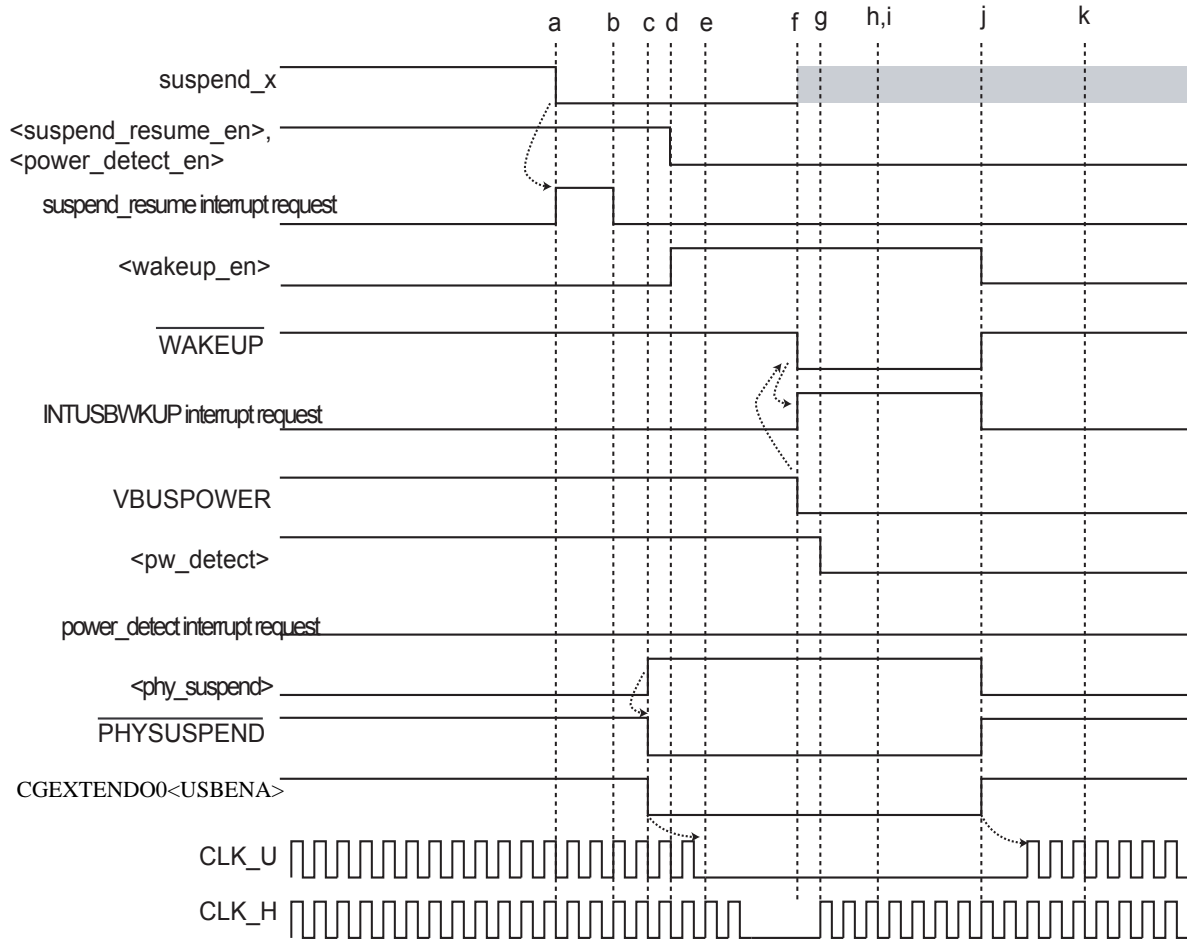 a b c d e f g h,i j k
suspend_x
<suspend_resume_en>,
<power_detect_en>
suspend_resume interrupt request
<wakeup_en>
WAKEUP
INTUSBWKUP interrupt request
VBUSPOWER
<pw_detect>
power_detect interrupt request
<phy_suspend>
PHYSUSPEND
CGEXTENDO0<USBENA>
CLK_U
CLK_H